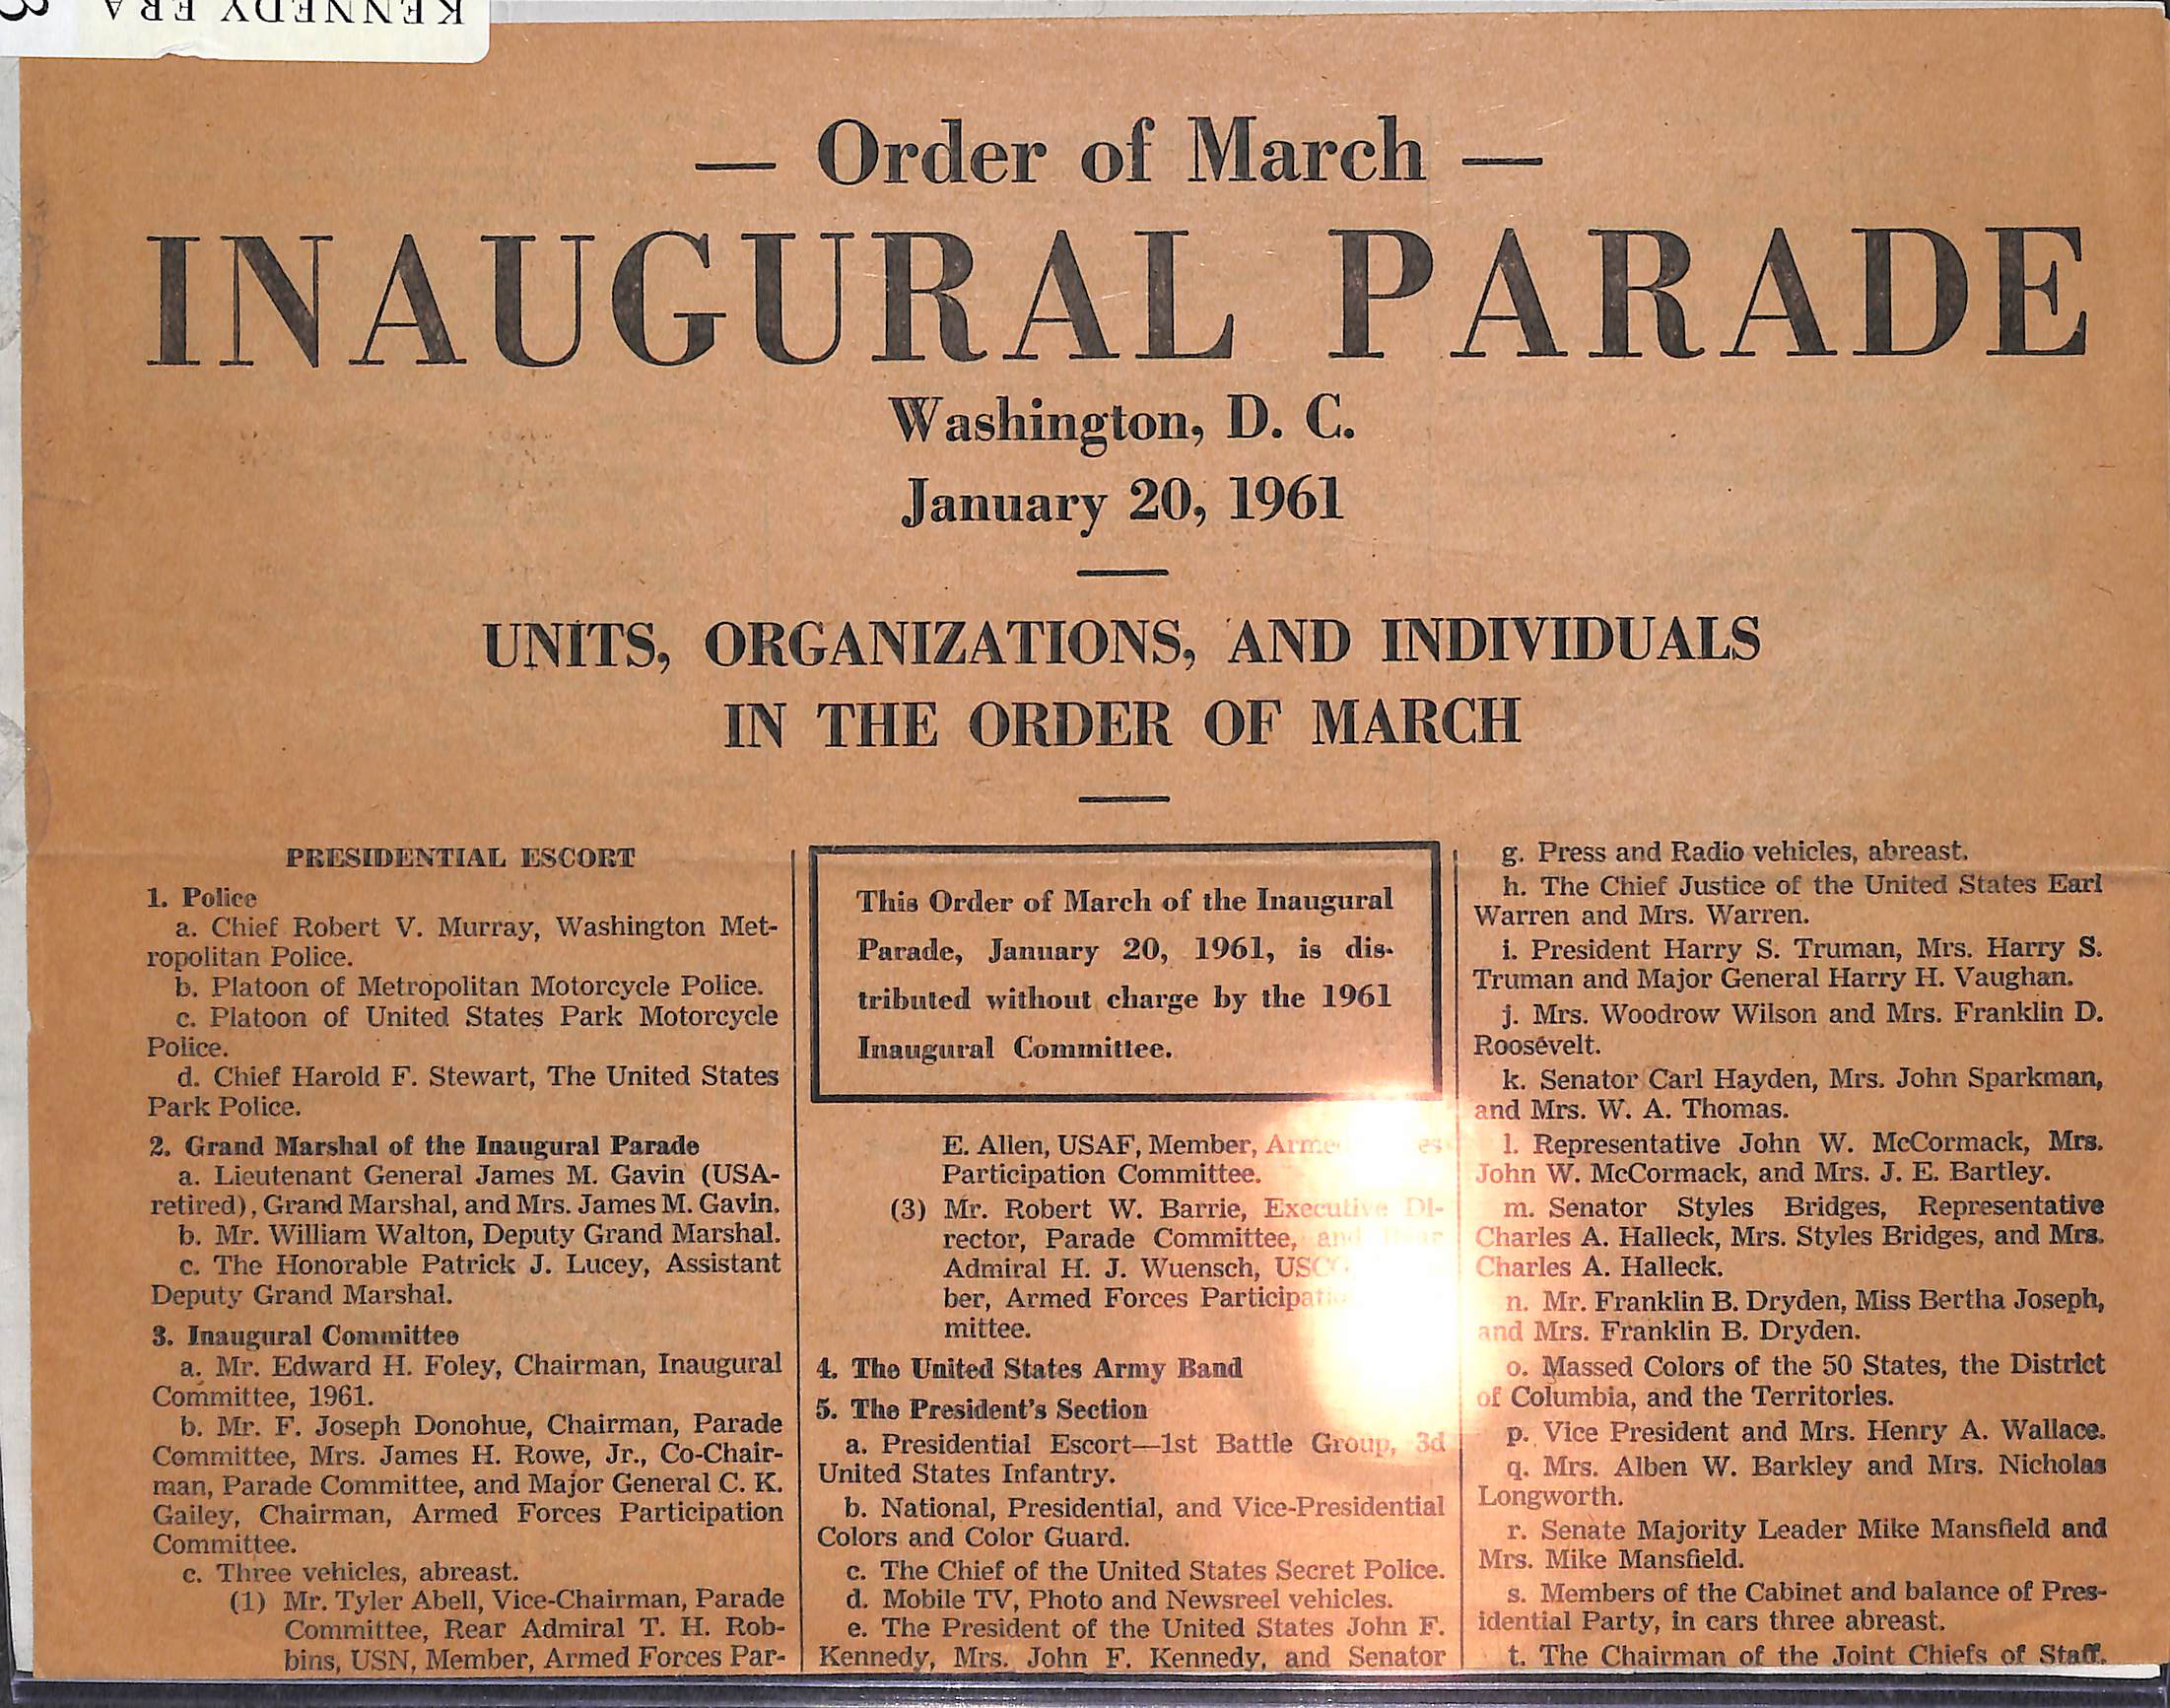 KENNEDY ERA
— Order of March —
INAUGURAL PARADE
Washington, D. C.
January 20, 1961
UNITS, ORGANIZATIONS, AND INDIVIDUALS
IN THE ORDER OF MARCH
PRESIDENTIAL ESCORT
1. Police
a. Chief Robert V. Murray, Washington Met-
ropolitan Police.
b. Platoon of Metropolitan Motorcycle Police.
c. Platoon of United States Park Motorcycle
Police.
d. Chief Harold F. Stewart, The United States
Park Police.
2. Grand Marshal of the Inaugural Parade
a. Lieutenant General James M. Gavin (USA-
retired), Grand Marshal, and Mrs. James M. Gavin.
b. Mr. William Walton, Deputy Grand Marshal.
c. The Honorable Patrick J. Lucey, Assistant
Deputy Grand Marshal.
3. Inaugural Committee
a. Mr. Edward H. Foley, Chairman, Inaugural
Committee, 1961.
b. Mr. F. Joseph Donohue, Chairman, Parade
Committee, Mrs. James H. Rowe, Jr., Co-Chair-
man, Parade Committee, and Major General C. K.
Gailey, Chairman, Armed Forces Participation
Committee.
c. Three vehicles, abreast.
(1) Mr. Tyler Abell, Vice-Chairman, Parade
Committee, Rear Admiral T. H. Rob-
bins, USN, Member, Armed Forces Par-
This Order of March of the Inaugural
Parade, January 20, 1961, is dis-
tributed without charge by the 1961
Inaugural Committee.
E. Allen, USAF, Member,
Participation Committee.
(3) Mr. Robert W. Barrie, Executive Di-
rector, Parade Committee, and
Admiral H. J. Wuensch,
ber, Armed Forces
mittee.
4. The United States Army Band
5. The President's Section
a. Presidential Escort—1st Battle Group, 3d
United States Infantry.
b. National, Presidential, and Vice-Presidential
Colors and Color Guard.
c. The Chief of the United States Secret Police.
d. Mobile TV, Photo and Newsreel vehicles.
e. The President of the United States John F.
Kennedy, Mrs. John F. Kennedy, and Senator
g. Press and Radio vehicles, abreast.
h. The Chief Justice of the United States Earl
Warren and Mrs. Warren.
i. President Harry S. Truman, Mrs. Harry S.
Truman and Major General Harry H. Vaughan.
j. Mrs. Woodrow Wilson and Mrs. Franklin D.
Roosevelt.
k. Senator Carl Hayden, Mrs. John Sparkman,
and Mrs. W. A. Thomas.
l. Representative John W. McCormack, Mrs.
John W. McCormack, and Mrs. J. E. Bartley.
m. Senator Styles Bridges, Representative
Charles A. Halleck, Mrs. Styles Bridges, and Mrs.
Charles A. Halleck.
n. Mr. Franklin B. Dryden, Miss Bertha Joseph,
and Mrs. Franklin B. Dryden.
o. Massed Colors of the 50 States, the District
of Columbia, and the Territories.
p. Vice President and Mrs. Henry A. Wallace.
q. Mrs. Alben W. Barkley and Mrs. Nicholas
Longworth.
r. Senate Majority Leader Mike Mansfield and
Mrs. Mike Mansfield.
s. Members of the Cabinet and balance of Pres-
idential Party, in cars three abreast.
t. The Chairman of the Joint Chiefs of Staff.